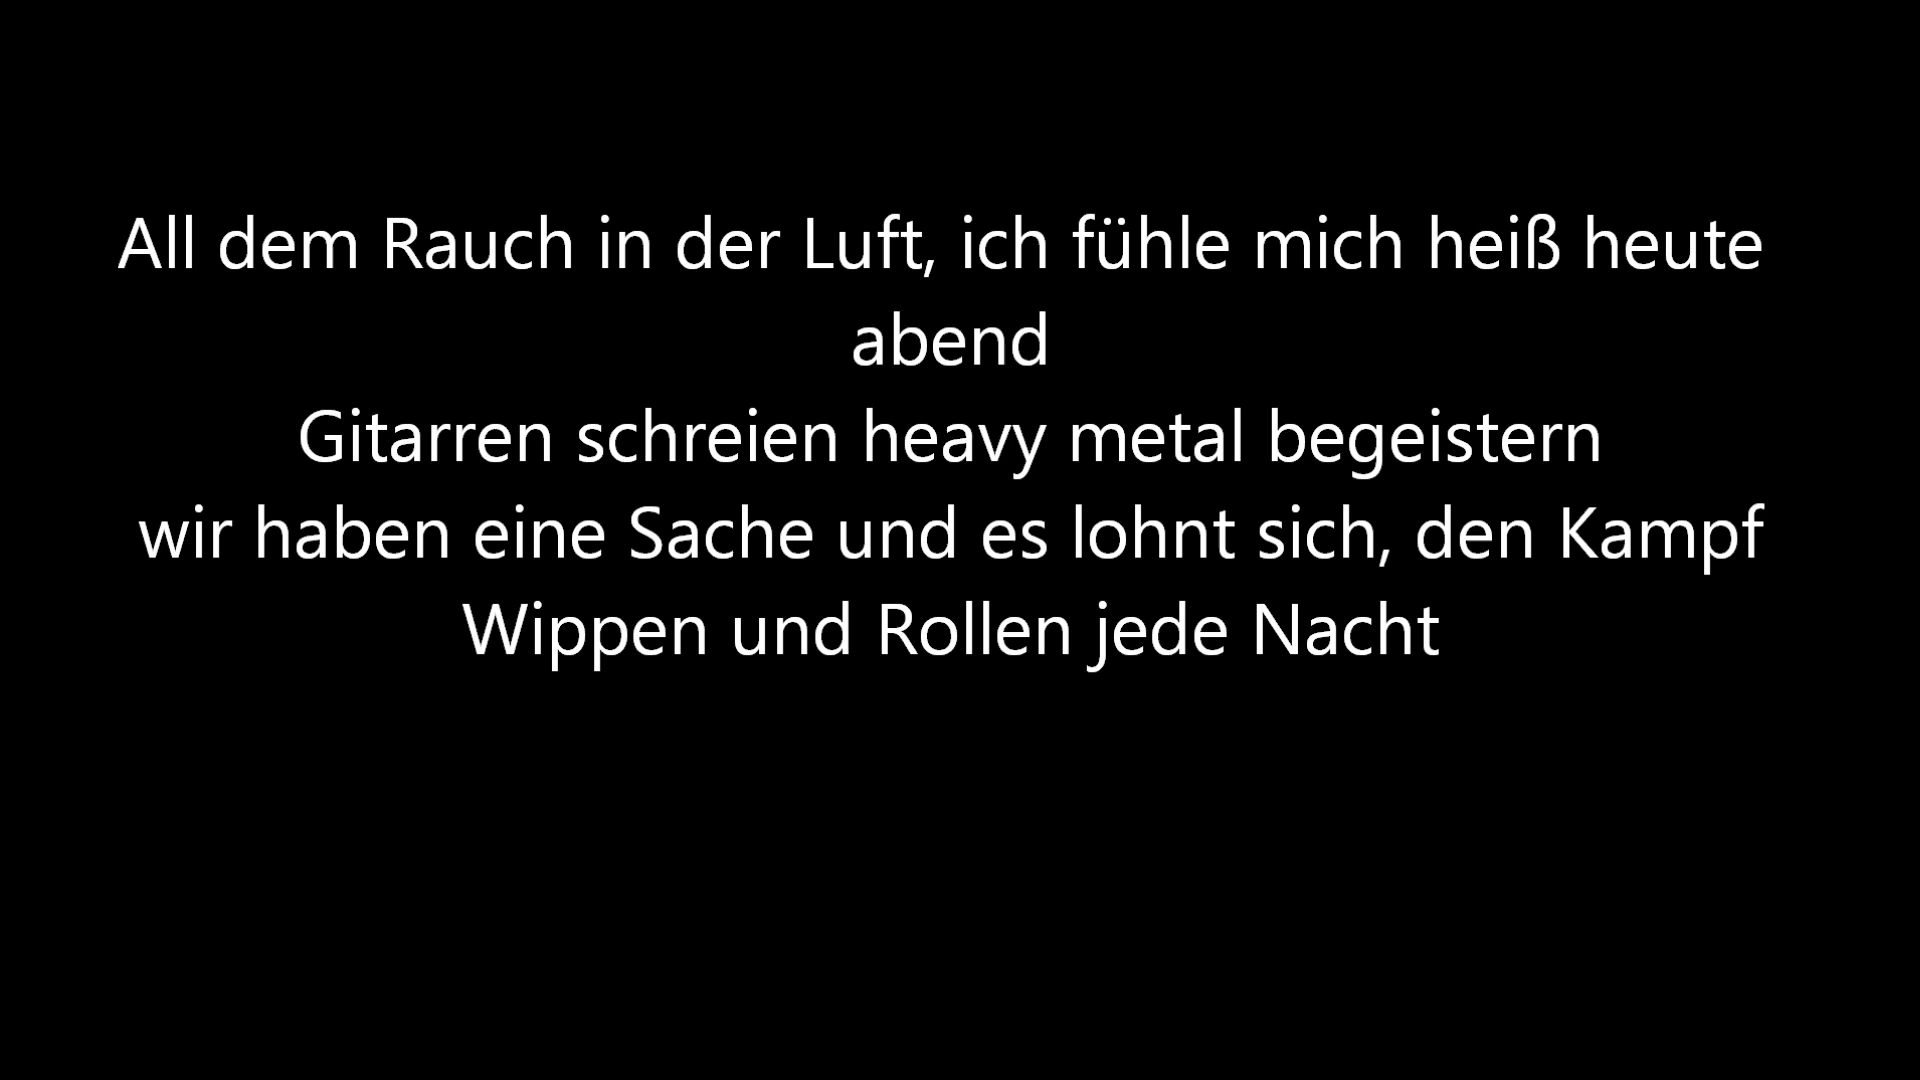 All dem Rauch in der Luft, ich fühle mich heiß heute
abend
Gitarren schreien heavy metal begeistern
wir haben eine Sache und es lohnt sich, den Kampf
Wippen und Rollen jede Nacht